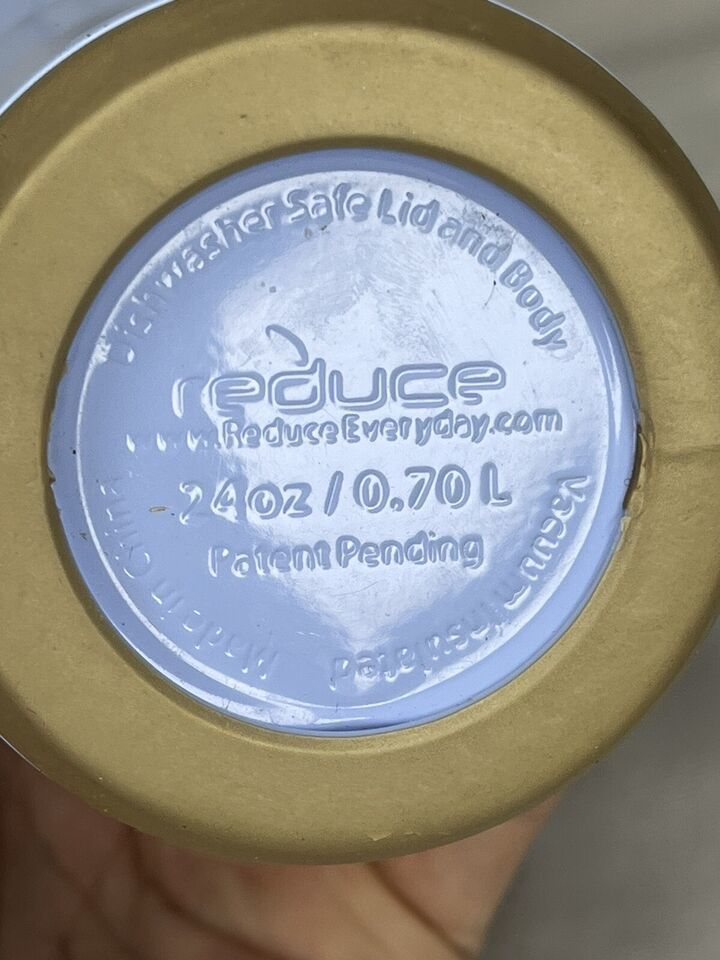 Dishwasher Safe Lid and Body
reduce
www.ReduceEveryday.com
24oz / 0.70 L
Patent Pending
Vacuum Insulated
Made in China